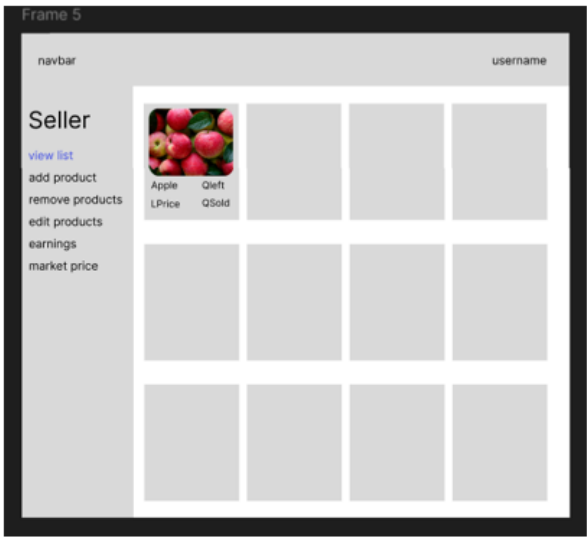 Frame 5
navbar
username
Seller
view list
add product
remove products
edit products
earnings
market price
Apple Qleft
LPrice QSold